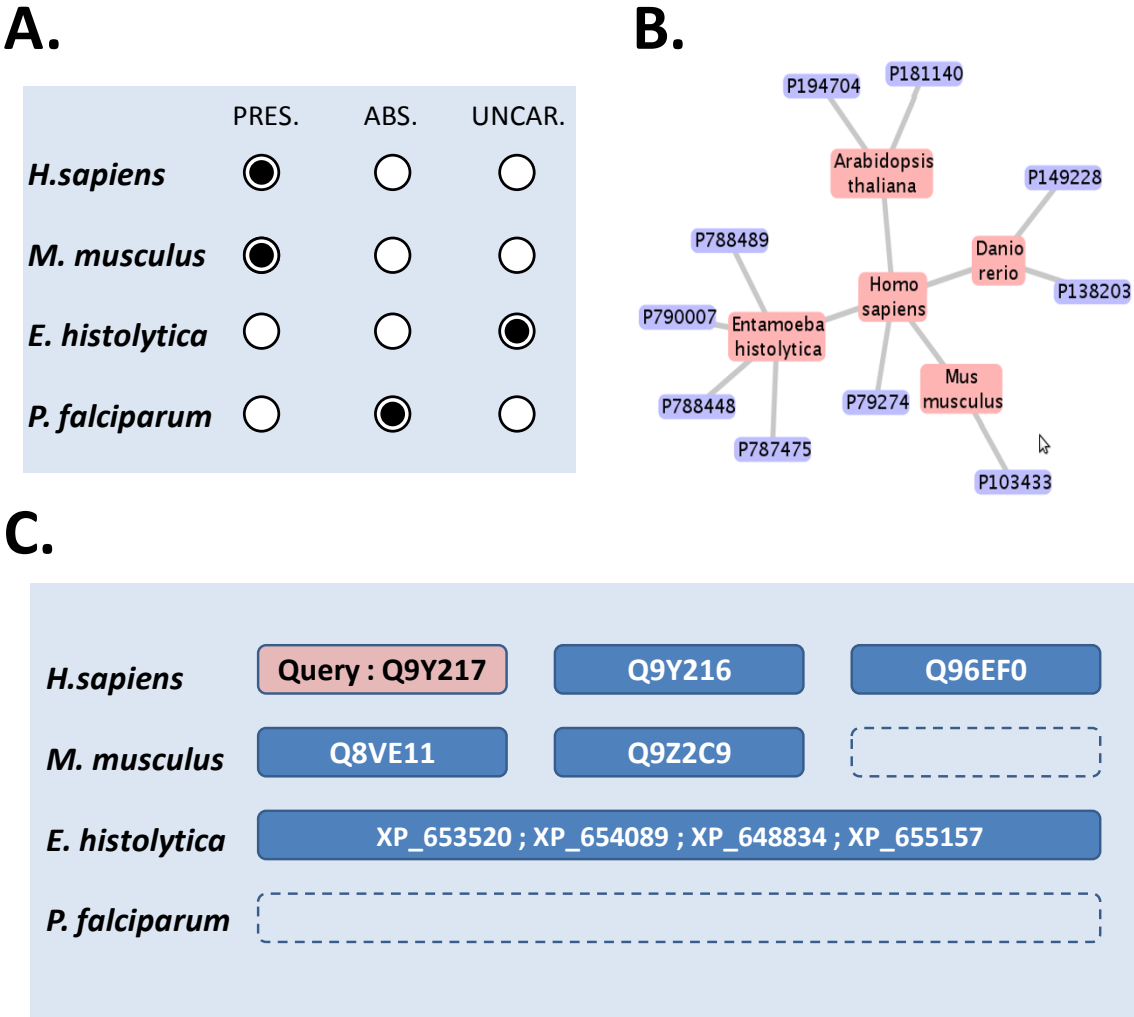 A.
PRES. ABS. UNCAR.
H.sapiens
M. musculus
E. histolytica
P. falciparum
B.
P194704
P181140
Arabidopsis
thaliana
P149228
P788489
Danio
rerio
Homo
sapiens
P138203
P790007
Entamoeba
histolytica
Mus
musculus
P788448
P79274
P787475
P103433
C.
H.sapiens Query : Q9Y217 Q9Y216 Q96EF0
M. musculus Q8VE11 Q9Z2C9
E. histolytica XP_653520 ; XP_654089 ; XP_648834 ; XP_655157
P. falciparum